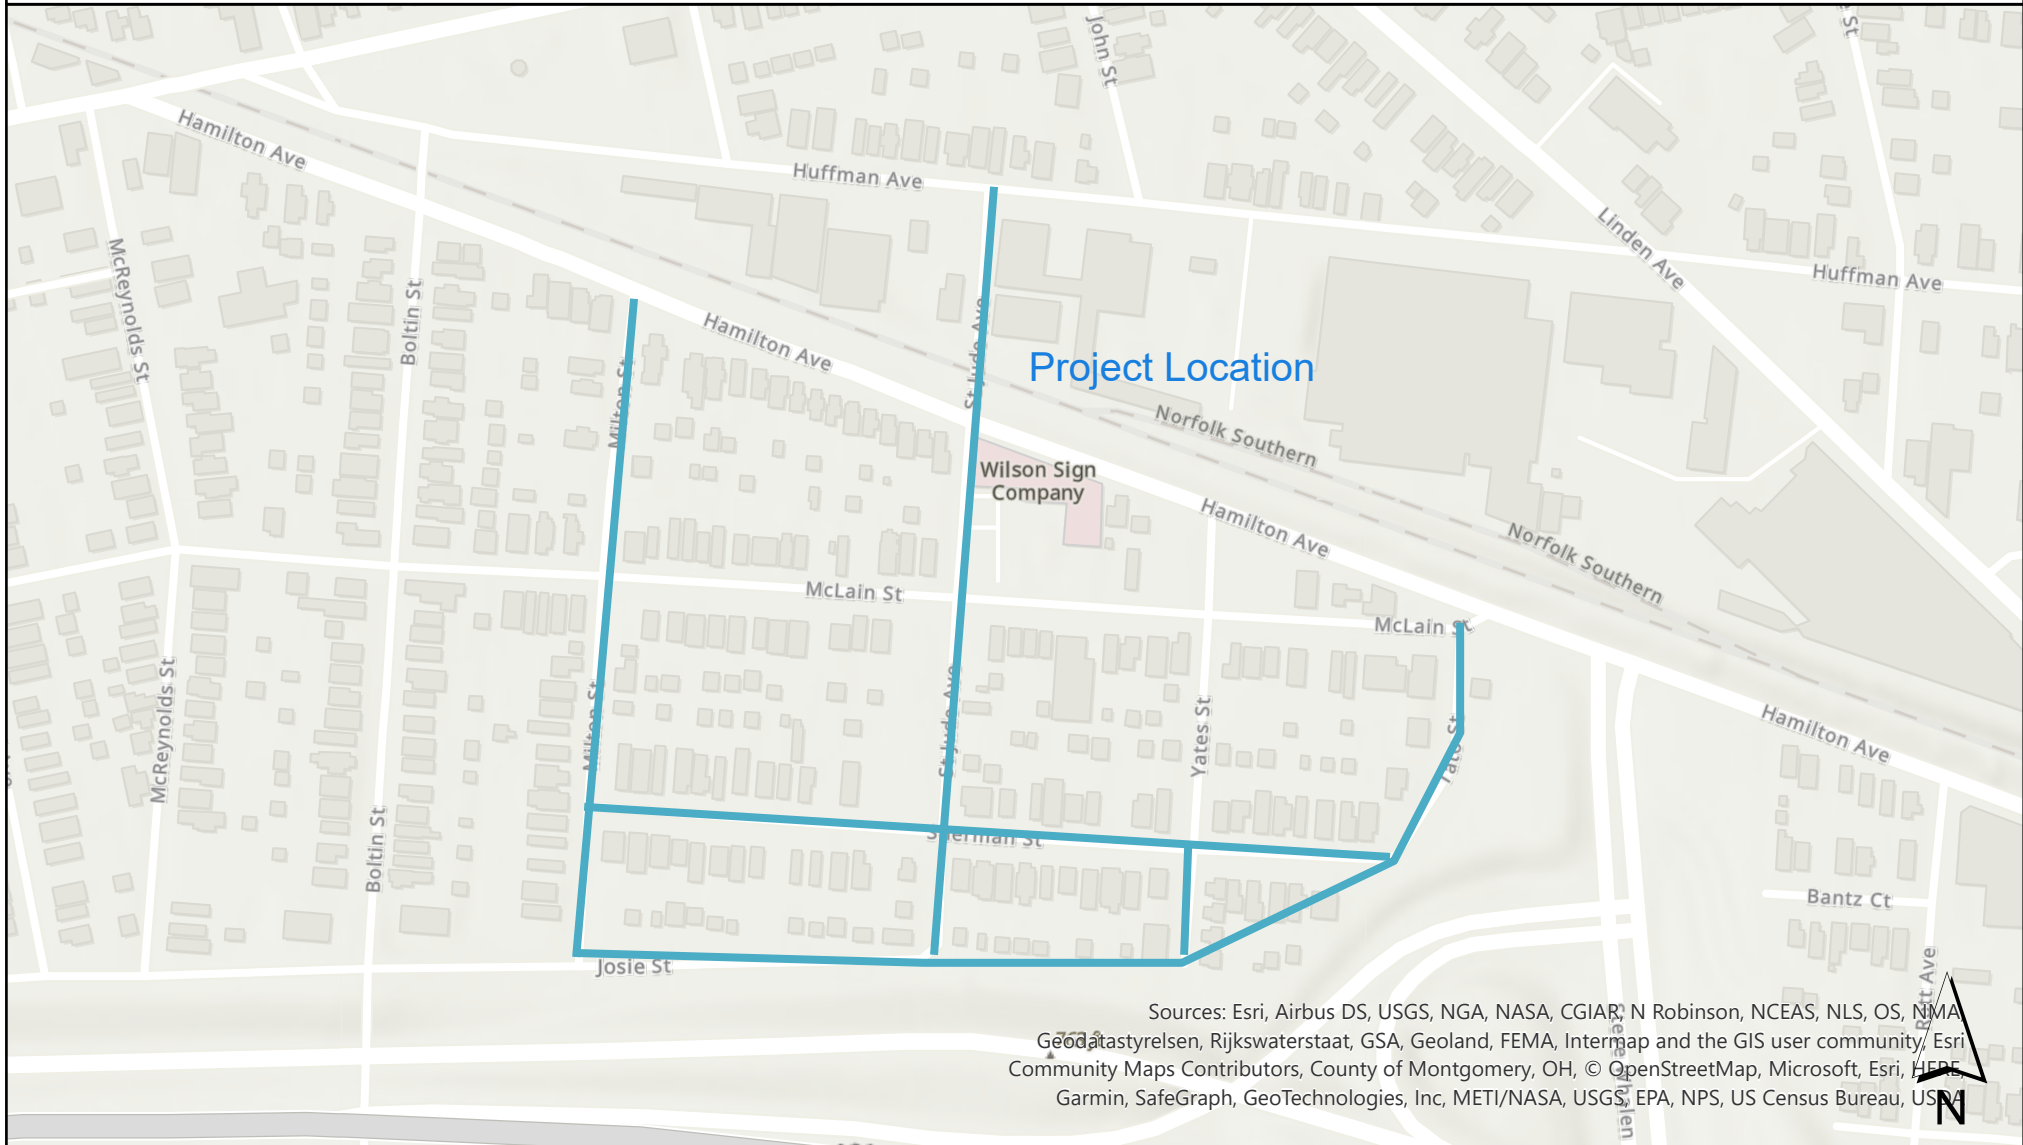 John St
Hamilton Ave
Huffman Ave
McReynolds St
Linden Ave
Huffman Ave
Boltin St
Hamilton Ave
St Jude Ave
Milton St
Project Location
Norfolk Southern
Wilson Sign
Company
Hamilton Ave
Norfolk Southern
McLain St
McLain St
McReynolds St
Milton St
St Jude Ave
Yates St
Hamilton Ave
Boltin St
Sherman St
Bantz Ct
Josie St
Sources: Esri, Airbus DS, USGS, NGA, NASA, CGIAR, N Robinson, NCEAS, NLS, OS, NMA,
Geodatastyrelsen, Rijkswaterstaat, GSA, Geoland, FEMA, Intermap and the GIS user community, Esri
Community Maps Contributors, County of Montgomery, OH, © OpenStreetMap, Microsoft, Esri, HERE,
Garmin, SafeGraph, GeoTechnologies, Inc, METI/NASA, USGS, EPA, NPS, US Census Bureau, USDA
N